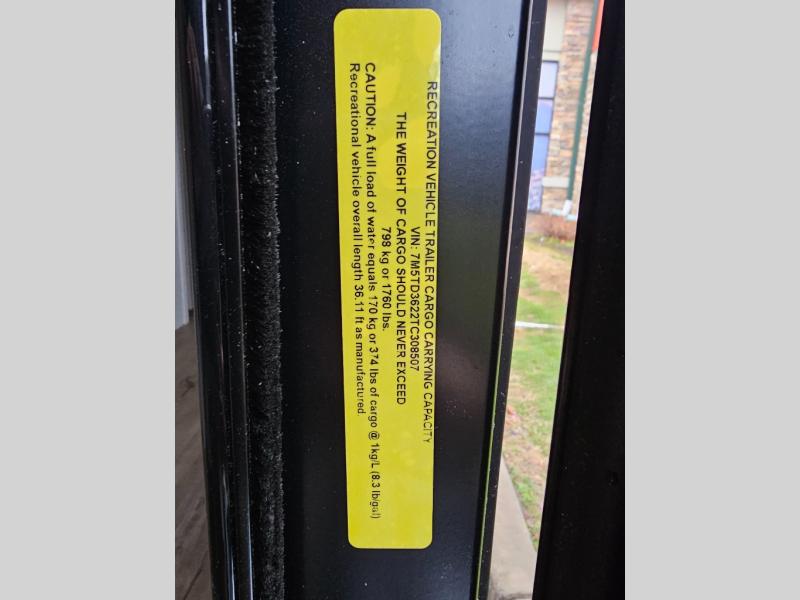 RECREATION VEHICLE TRAILER CARGO CARRYING CAPACITY
VIN: 7M5TD3622TC308507
THE WEIGHT OF CARGO SHOULD NEVER EXCEED
798 kg or 1760 lbs.
CAUTION: A full load of water equals 170 kg or 374 lbs of cargo @ 1kg/L (8.3 lb/gal)
Recreational vehicle overall length 36.11 ft as manufactured.